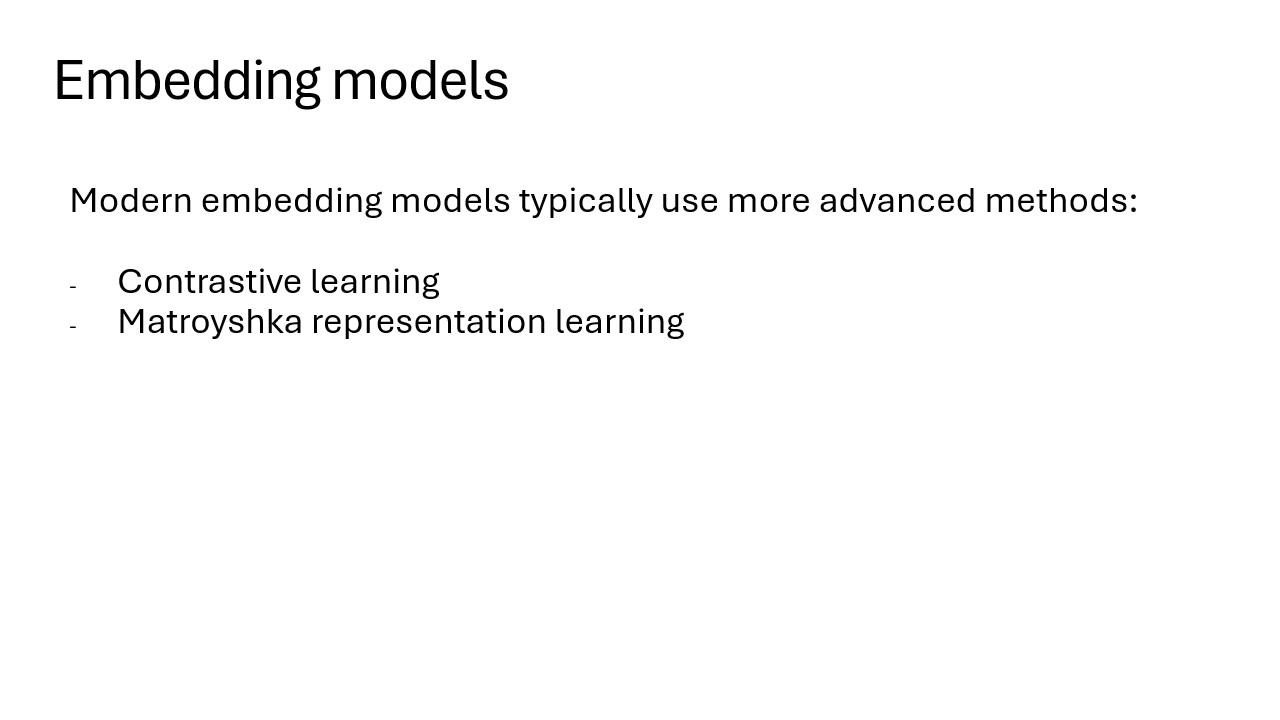 Embedding models
Modern embedding models typically use more advanced methods:
- Contrastive learning
- Matroyshka representation learning